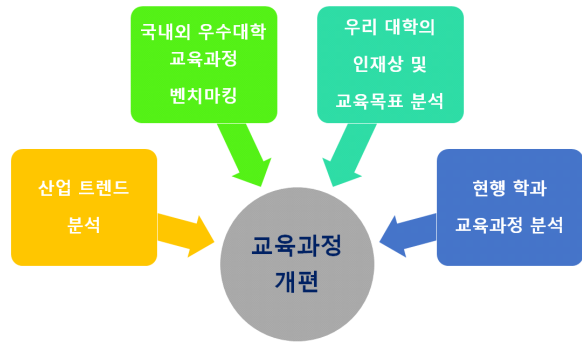 국내외 우수대학
교육과정
벤치마킹
우리 대학의
인재상 및
교육목표 분석
산업 트렌드
분석
현행 학과
교육과정 분석
교육과정
개편